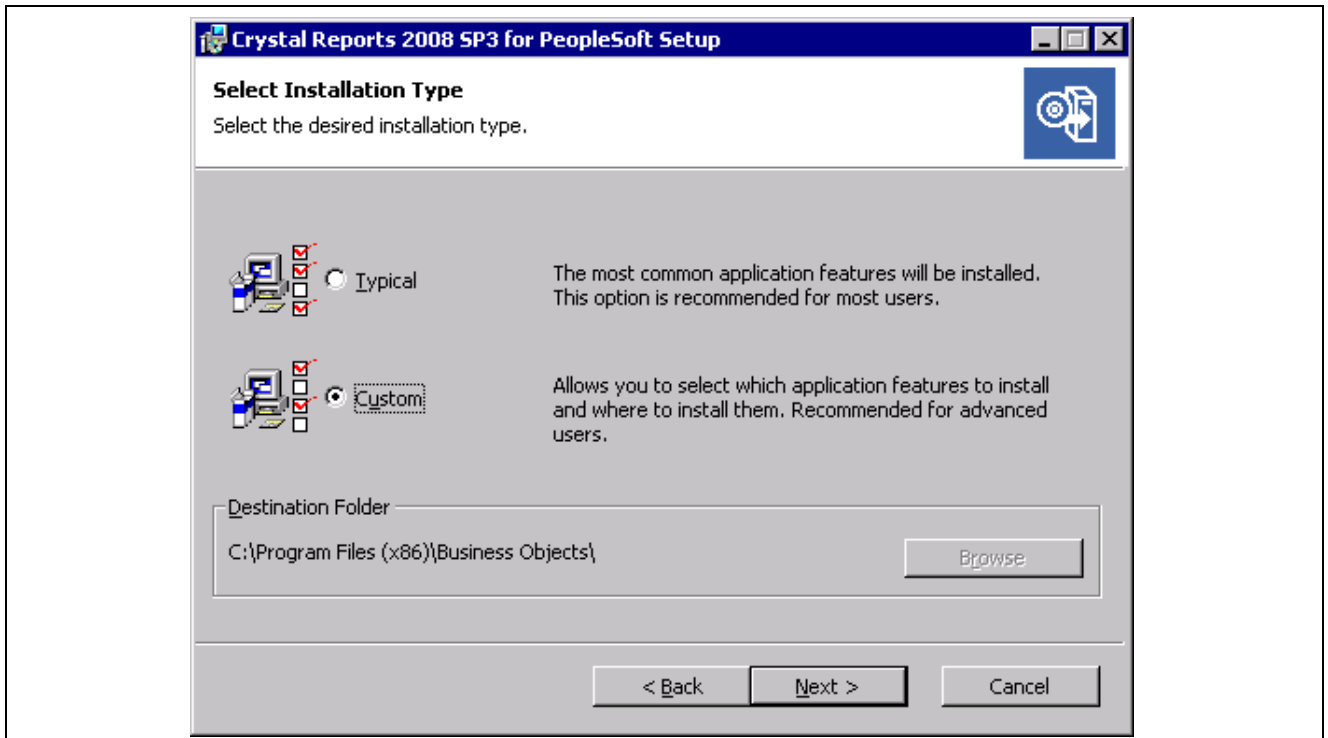 Crystal Reports 2008 SP3 for PeopleSoft Setup
Select Installation Type
Select the desired installation type.
Typical
The most common application features will be installed.
This option is recommended for most users.
Custom
Allows you to select which application features to install
and where to install them. Recommended for advanced
users.
Destination Folder
C:\Program Files (x86)\Business Objects\
Browse
< Back
Next >
Cancel